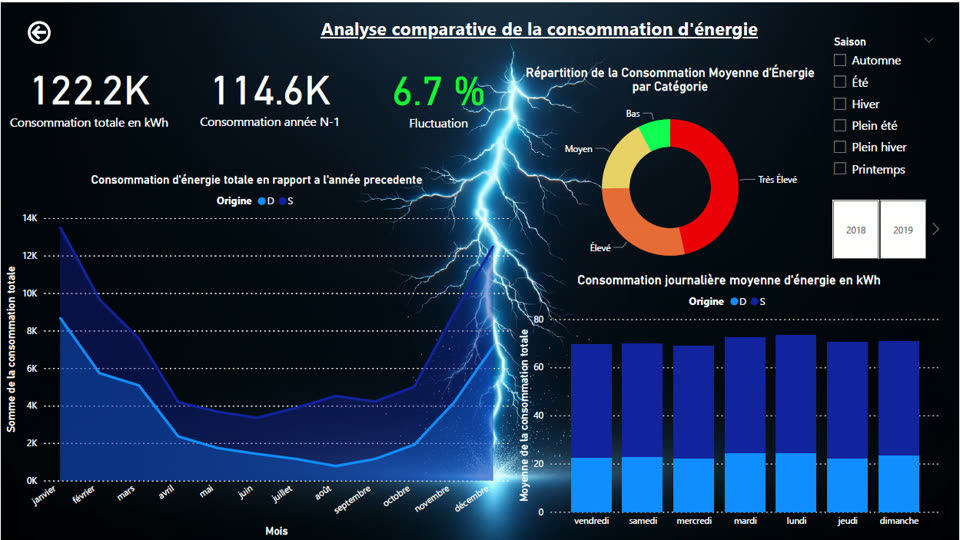 Analyse comparative de la consommation d'énergie
122.2K
Consommation totale en kWh
114.6K
Consommation année N-1
6.7 %
Fluctuation
Répartition de la Consommation Moyenne d'Énergie
par Catégorie
Bas
Moyen
Très Élevé
Élevé
Saison
Automne
Été
Hiver
Plein été
Plein hiver
Printemps
2018
2019
Consommation d'énergie totale en rapport a l'année precedente
Origine D S
Somme de la consommation totale
14K
12K
10K
8K
6K
4K
2K
0K
janvier
février
mars
avril
mai
juin
juillet
août
septembre
octobre
novembre
décembre
Mois
Consommation journalière moyenne d'énergie en kWh
Origine D S
Moyenne de la consommation totale
80
60
40
20
0
vendredi
samedi
mercredi
mardi
lundi
jeudi
dimanche